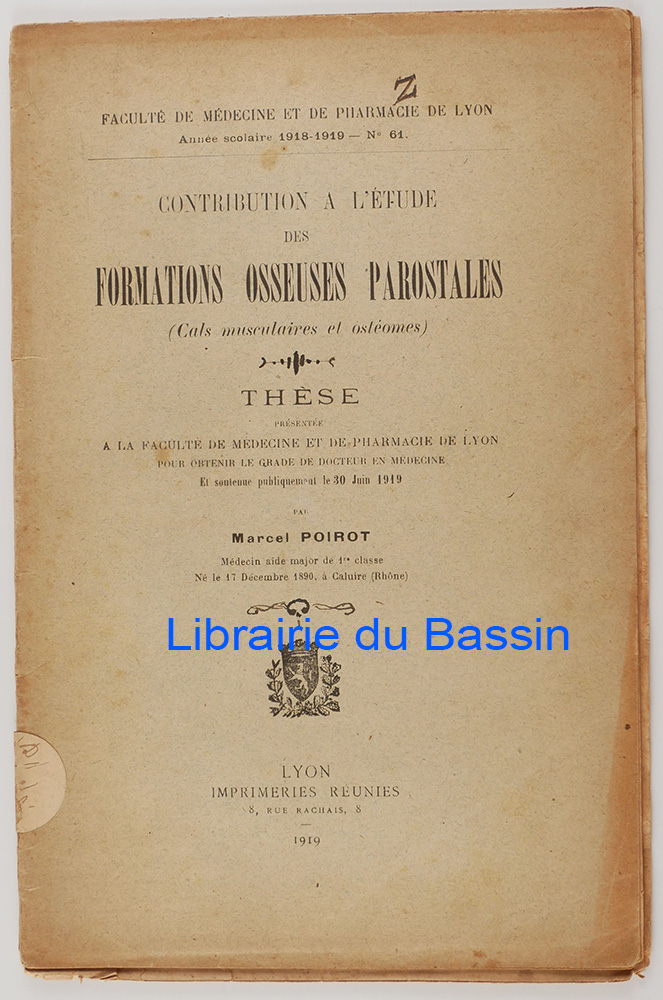 Z
FACULTÉ DE MÉDECINE ET DE PHARMACIE DE LYON
Année scolaire 1918-1919 — N° 61.
CONTRIBUTION A L'ÉTUDE
DES
FORMATIONS OSSEUSES PAROSTALES
(Cals musculaires et ostéomes)
THÈSE
PRÉSENTÉE
A LA FACULTÉ DE MÉDECINE ET DE PHARMACIE DE LYON
POUR OBTENIR LE GRADE DE DOCTEUR EN MÉDECINE
Et soutenue publiquement le 30 Juin 1919
PAR
Marcel POIROT
Médecin aide major de 1re classe
Né le 17 Décembre 1890, à Caluire (Rhône)
Librairie du Bassin
LYON
IMPRIMERIES RÉUNIES
8, RUE RACHAIS, 8
1919